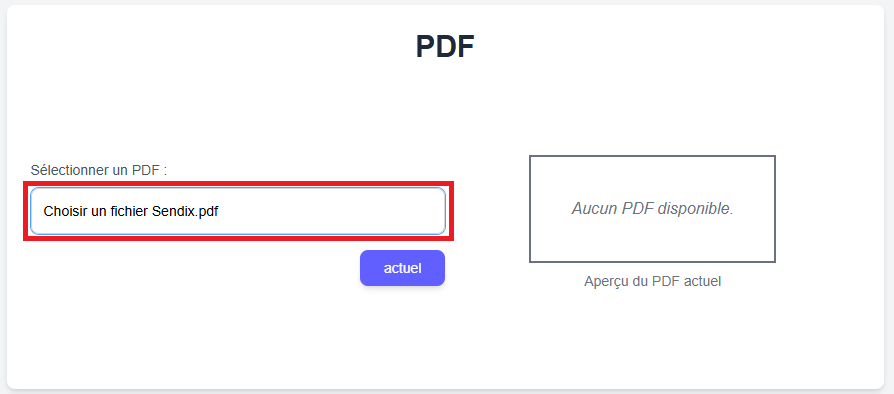 PDF
Sélectionner un PDF :
Choisir un fichier Sendix.pdf
actuel
Aucun PDF disponible.
Aperçu du PDF actuel